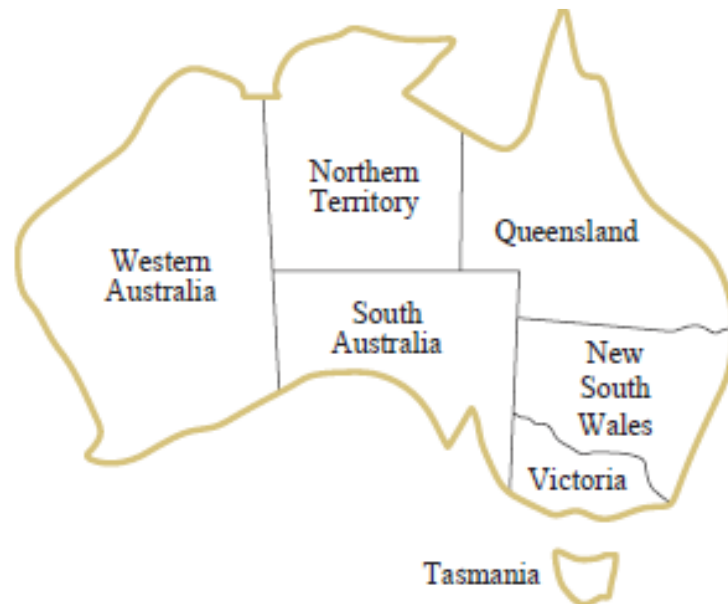 Northern
Territory
Queensland
Western
Australia
South
Australia
New
South
Wales
Victoria
Tasmania